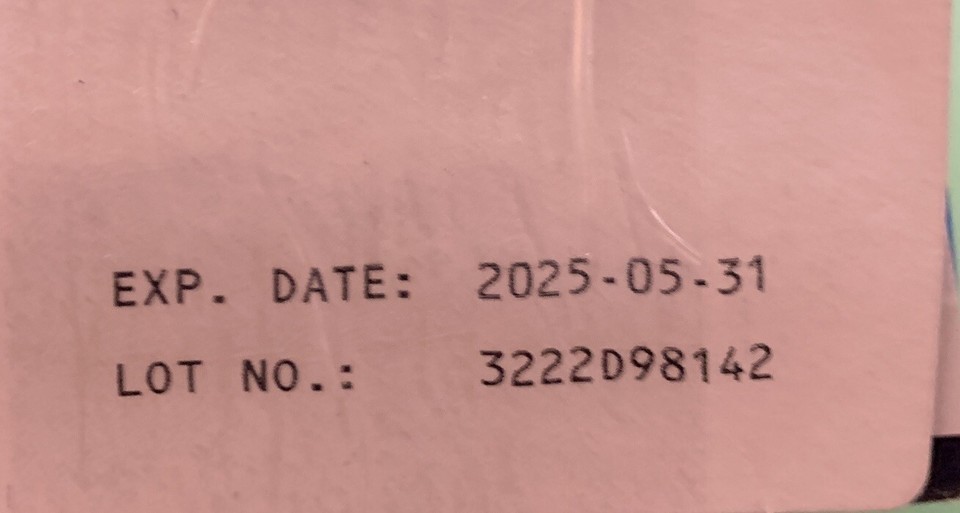 EXP. DATE: 2025-05-31
LOT NO.: 3222D98142